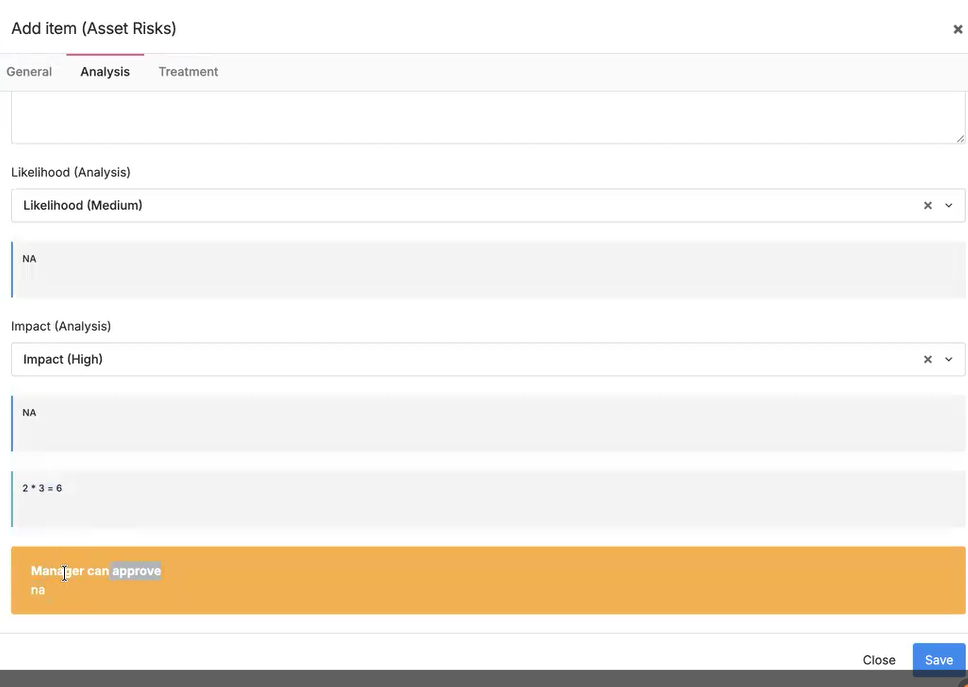 Add item (Asset Risks)
General
Analysis
Treatment
Likelihood (Analysis)
Likelihood (Medium)
NA
Impact (Analysis)
Impact (High)
NA
2 * 3 = 6
Manager can approve
na
Close
Save